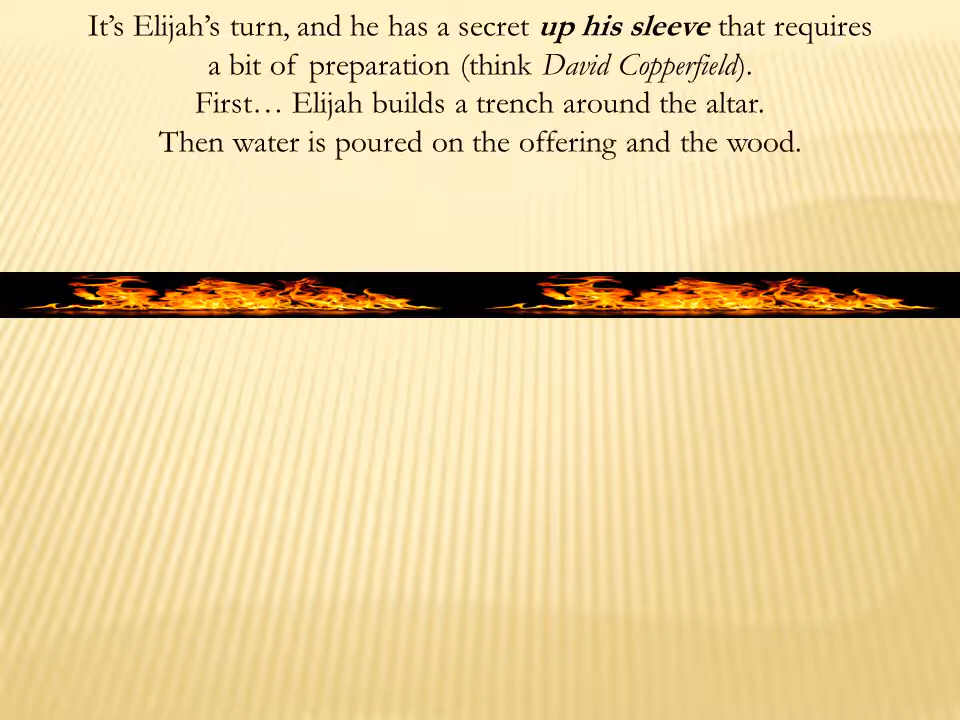 It’s Elijah’s turn, and he has a secret up his sleeve that requires
a bit of preparation (think David Copperfield).
First… Elijah builds a trench around the altar.
Then water is poured on the offering and the wood.